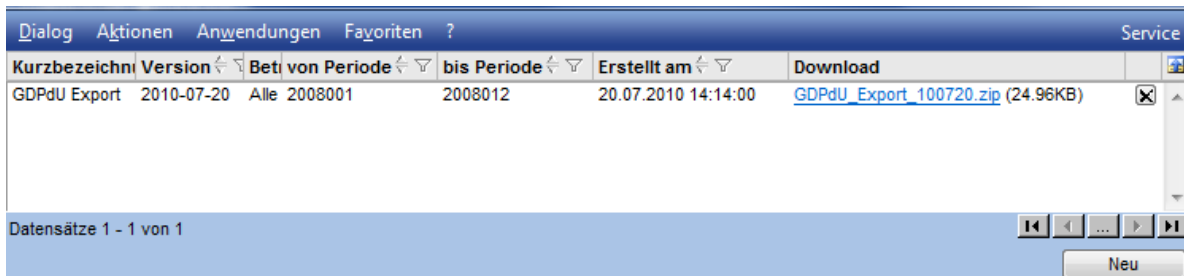 Dialog Aktionen Anwendungen Favoriten ? Service
Kurzbezeichnu Version Betr von Periode bis Periode Erstellt am Download
GDPdU Export 2010-07-20 Alle 2008001 2008012 20.07.2010 14:14:00 GDPdU_Export_100720.zip (24.96KB)
Datensätze 1 - 1 von 1 ...
Neu